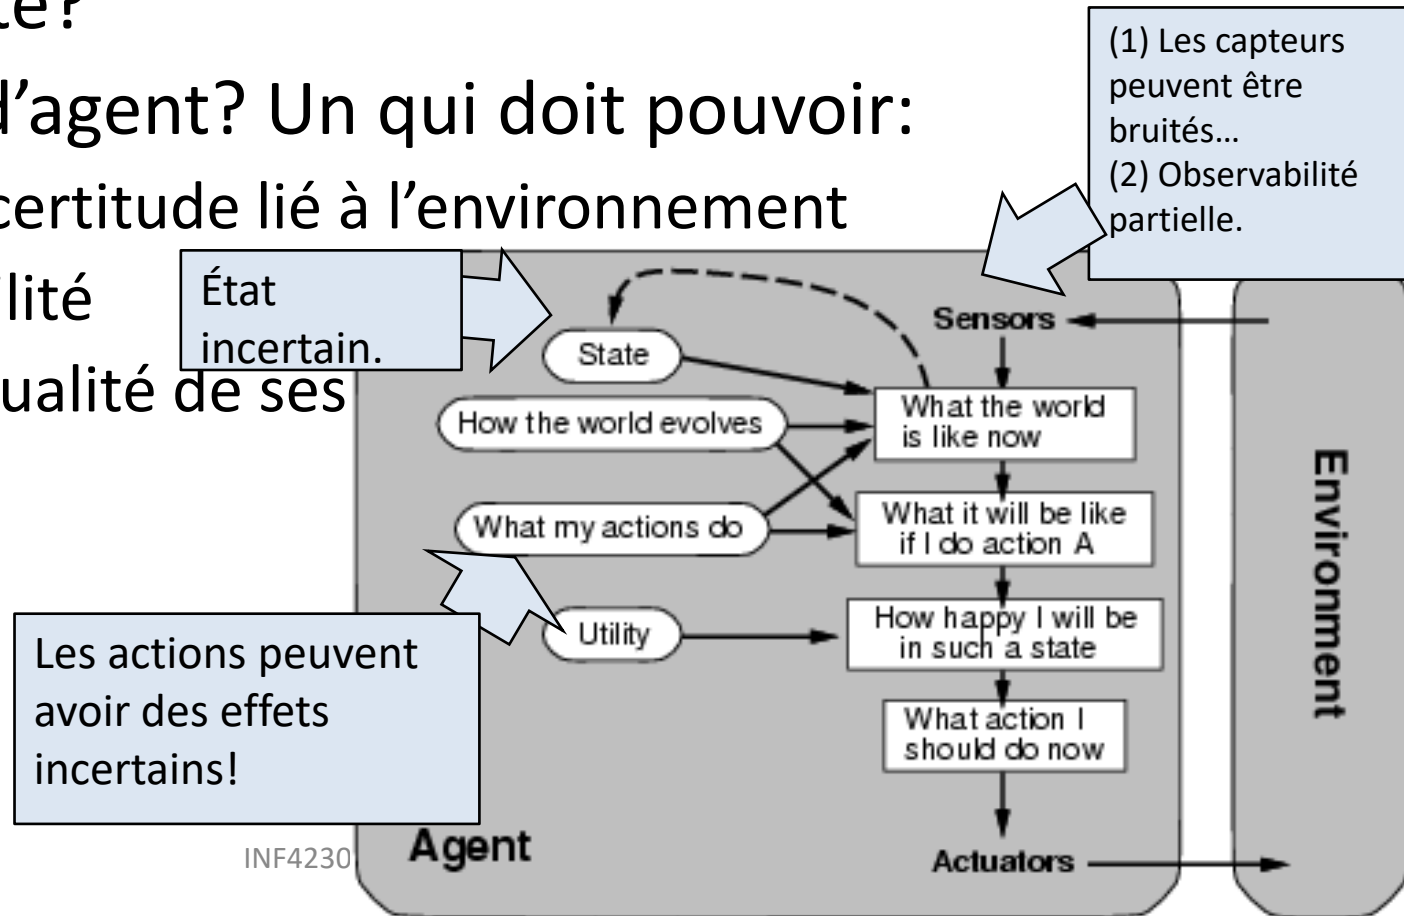 d’agent? Un qui doit pouvoir:
certitude lié à l’environnement
ilité
ualité de ses
(1) Les capteurs
peuvent être
bruités…
(2) Observabilité
partielle.
État
incertain.
Sensors
State
What the world
is like now
How the world evolves
What it will be like
if I do action A
What my actions do
How happy I will be
in such a state
Utility
What action I
should do now
Environment
Les actions peuvent
avoir des effets
incertains!
Agent
Actuators
INF4230